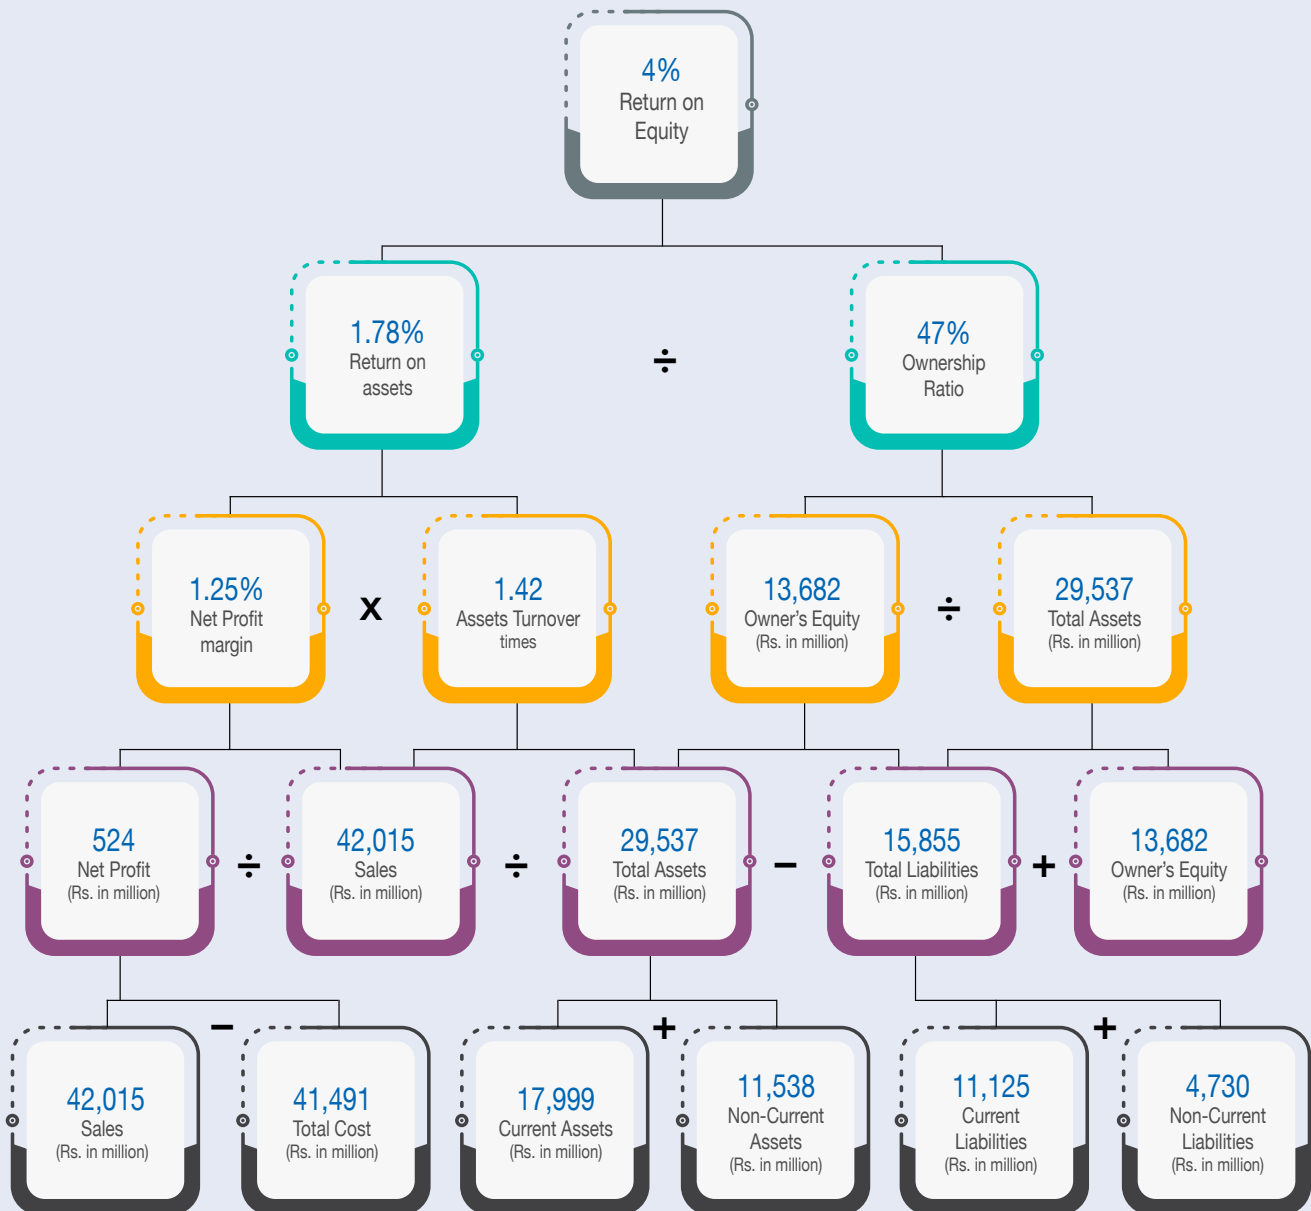 4%
Return on
Equity
1.78%
Return on
assets
÷
47%
Ownership
Ratio
1.25%
Net Profit
margin
x
1.42
Assets Turnover
times
13,682
Owner's Equity
(Rs. in million)
÷
29,537
Total Assets
(Rs. in million)
524
Net Profit
(Rs. in million)
÷
42,015
Sales
(Rs. in million)
÷
29,537
Total Assets
(Rs. in million)
–
15,855
Total Liabilities
(Rs. in million)
+
13,682
Owner's Equity
(Rs. in million)
42,015
Sales
(Rs. in million)
–
41,491
Total Cost
(Rs. in million)
17,999
Current Assets
(Rs. in million)
+
11,538
Non-Current
Assets
(Rs. in million)
11,125
Current
Liabilities
(Rs. in million)
+
4,730
Non-Current
Liabilities
(Rs. in million)